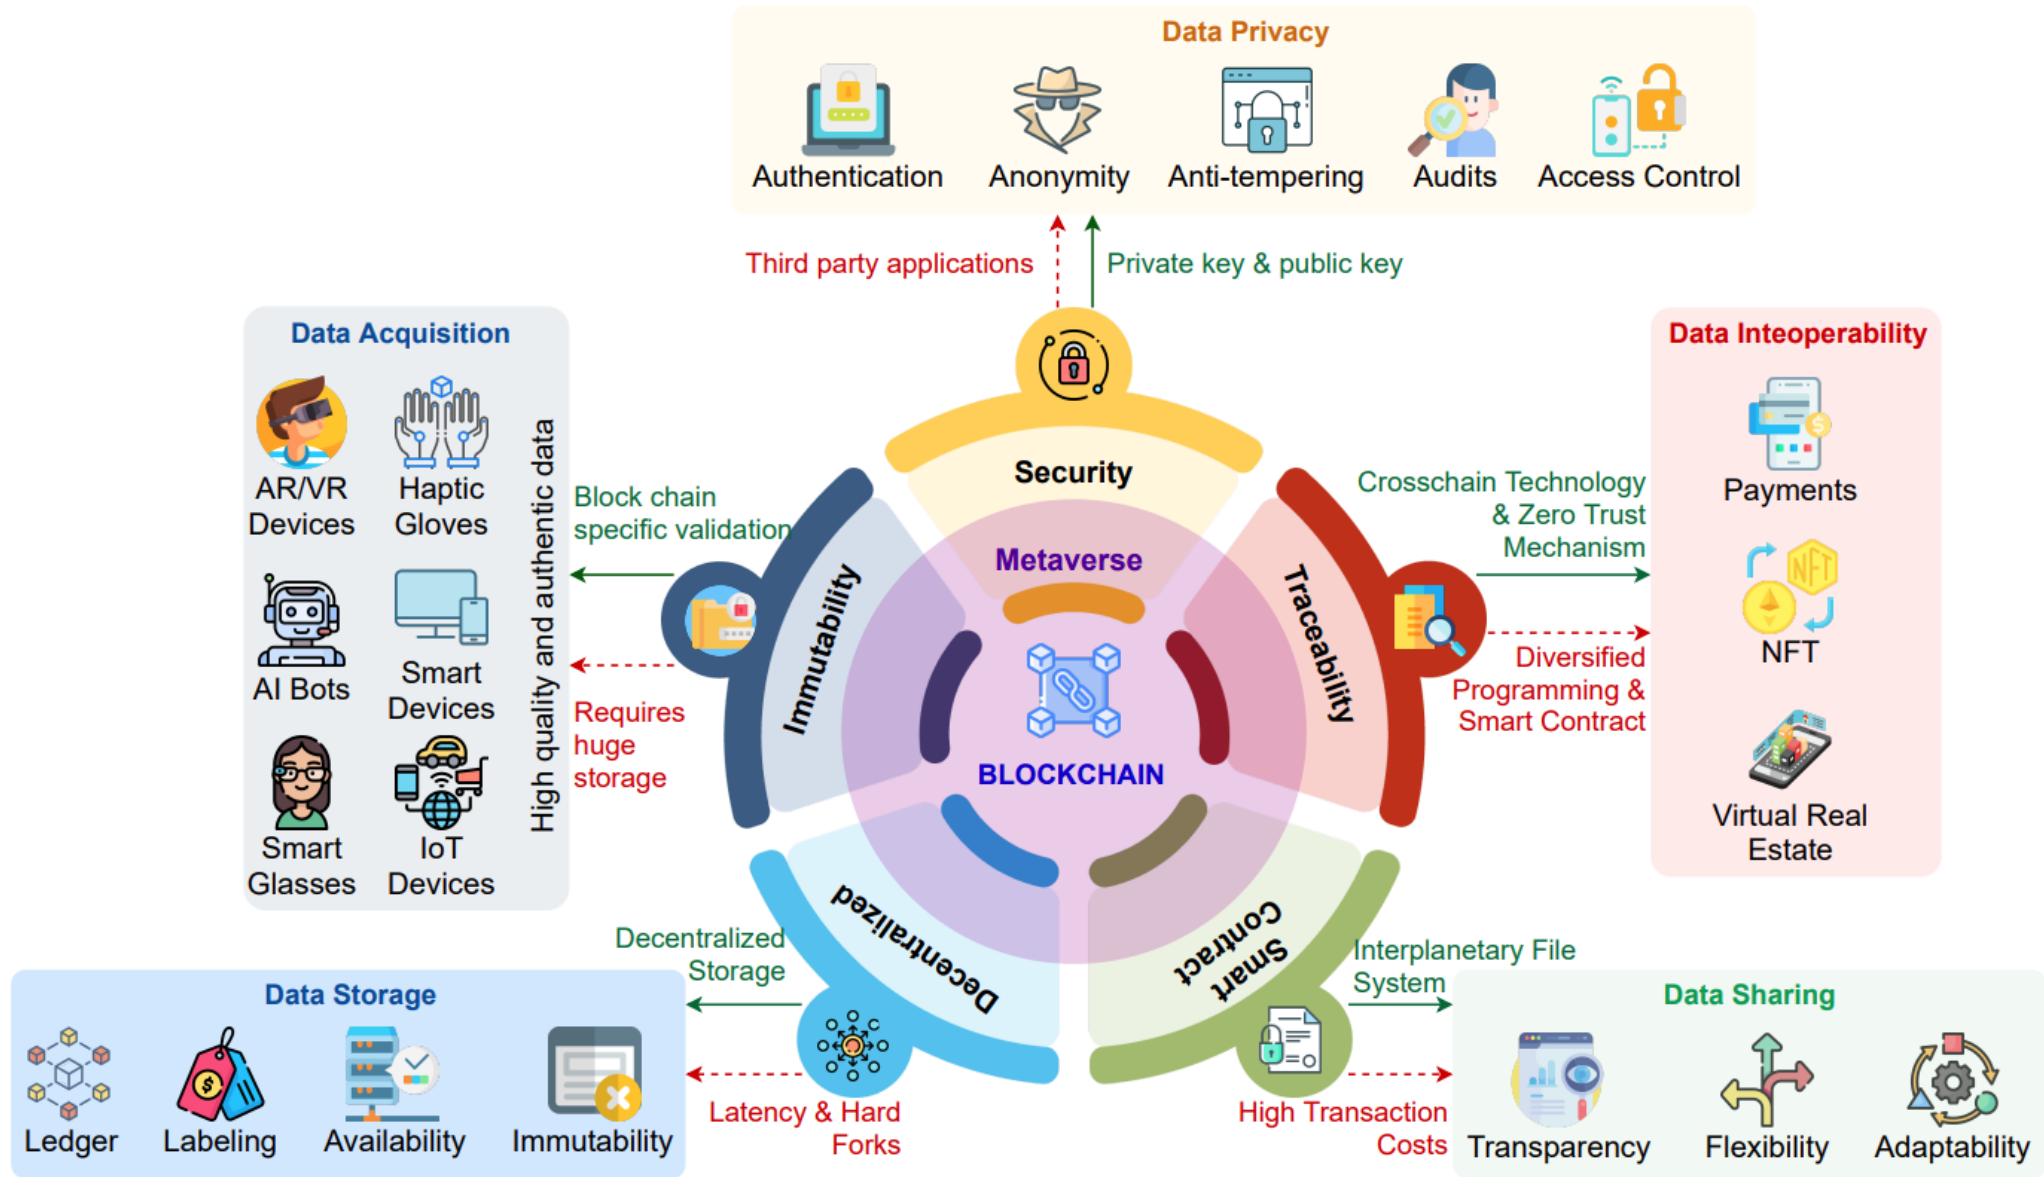 Data Privacy
Authentication
Anonymity
Anti-tempering
Audits
Access Control
Third party applications
Private key & public key
Data Acquisition
AR/VR
Devices
Haptic
Gloves
AI Bots
Smart
Devices
Smart
Glasses
IoT
Devices
High quality and authentic data
Block chain
specific validation
Requires
huge
storage
Security
Immutability
Traceability
Decentralized
Smart
Contract
Metaverse
BLOCKCHAIN
Crosschain Technology
& Zero Trust
Mechanism
Diversified
Programming &
Smart Contract
Data Inteoperability
Payments
NFT
NFT
Virtual Real
Estate
Decentralized
Storage
Latency & Hard
Forks
Data Storage
Ledger
Labeling
Availability
Immutability
Interplanetary File
System
High Transaction
Costs
Data Sharing
Transparency
Flexibility
Adaptability